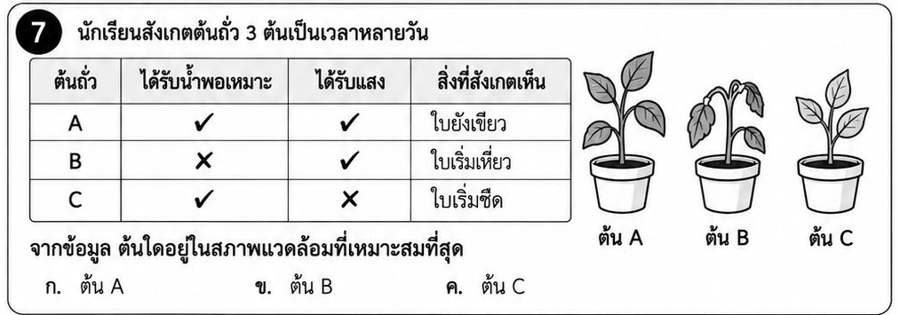 7 นักเรียนสังเกตต้นถั่ว 3 ต้นเป็นเวลาหลายวัน
ต้นถั่ว ได้รับน้ำพอเหมาะ ได้รับแสง สิ่งที่สังเกตเห็น
A ✓ ✓ ใบยังเขียว
B ✗ ✓ ใบเริ่มเหี่ยว
C ✓ ✗ ใบเริ่มซีด
ต้น A ต้น B ต้น C
จากข้อมูล ต้นใดอยู่ในสภาพแวดล้อมที่เหมาะสมที่สุด
ก. ต้น A ข. ต้น B ค. ต้น C